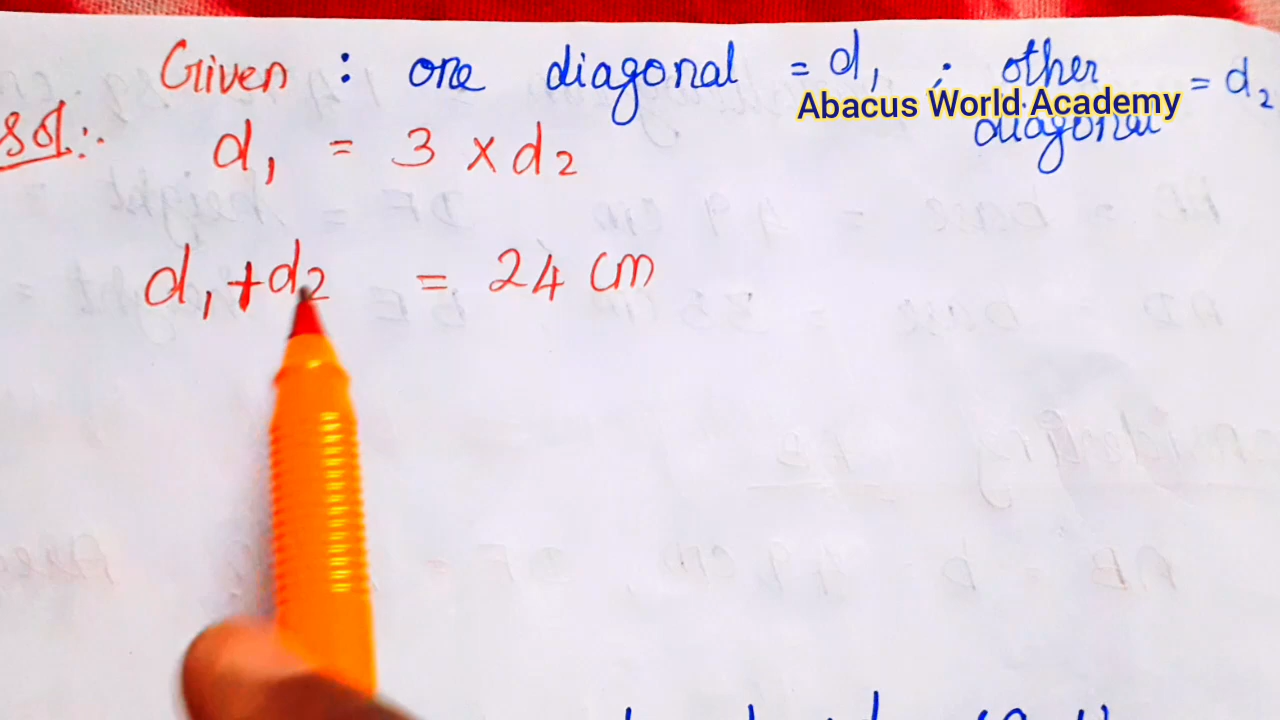 Given : one diagonal = d1 ; other diagonal = d2
Abacus World Academy
Sol:- d1 = 3 × d2
d1+d2 = 24 cm